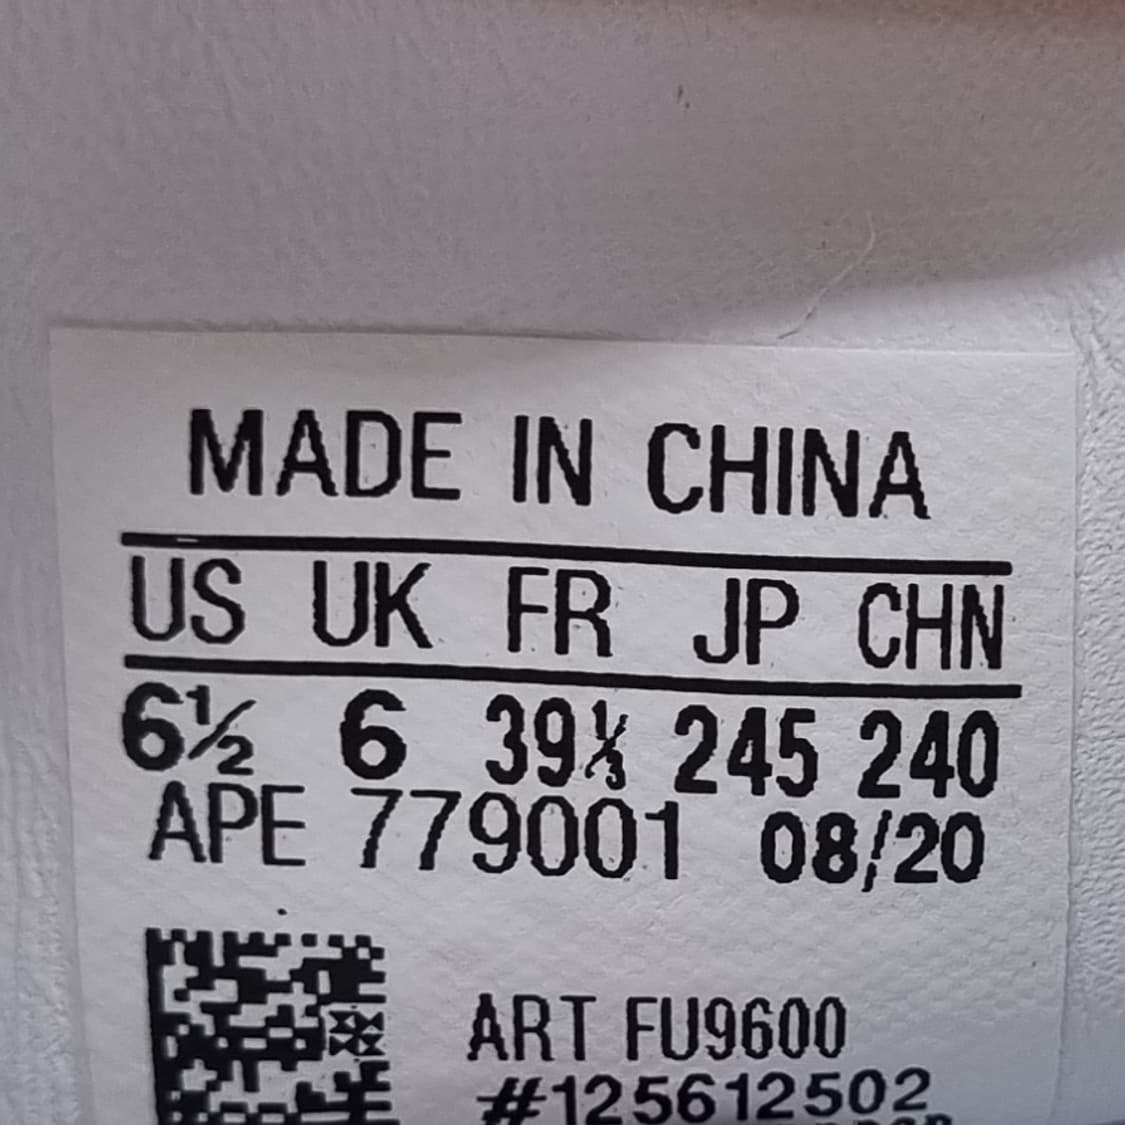 MADE IN CHINA
US UK FR JP CHN
6½ 6 39⅓ 245 240
APE 779001 08/20
ART FU9600
#125612502